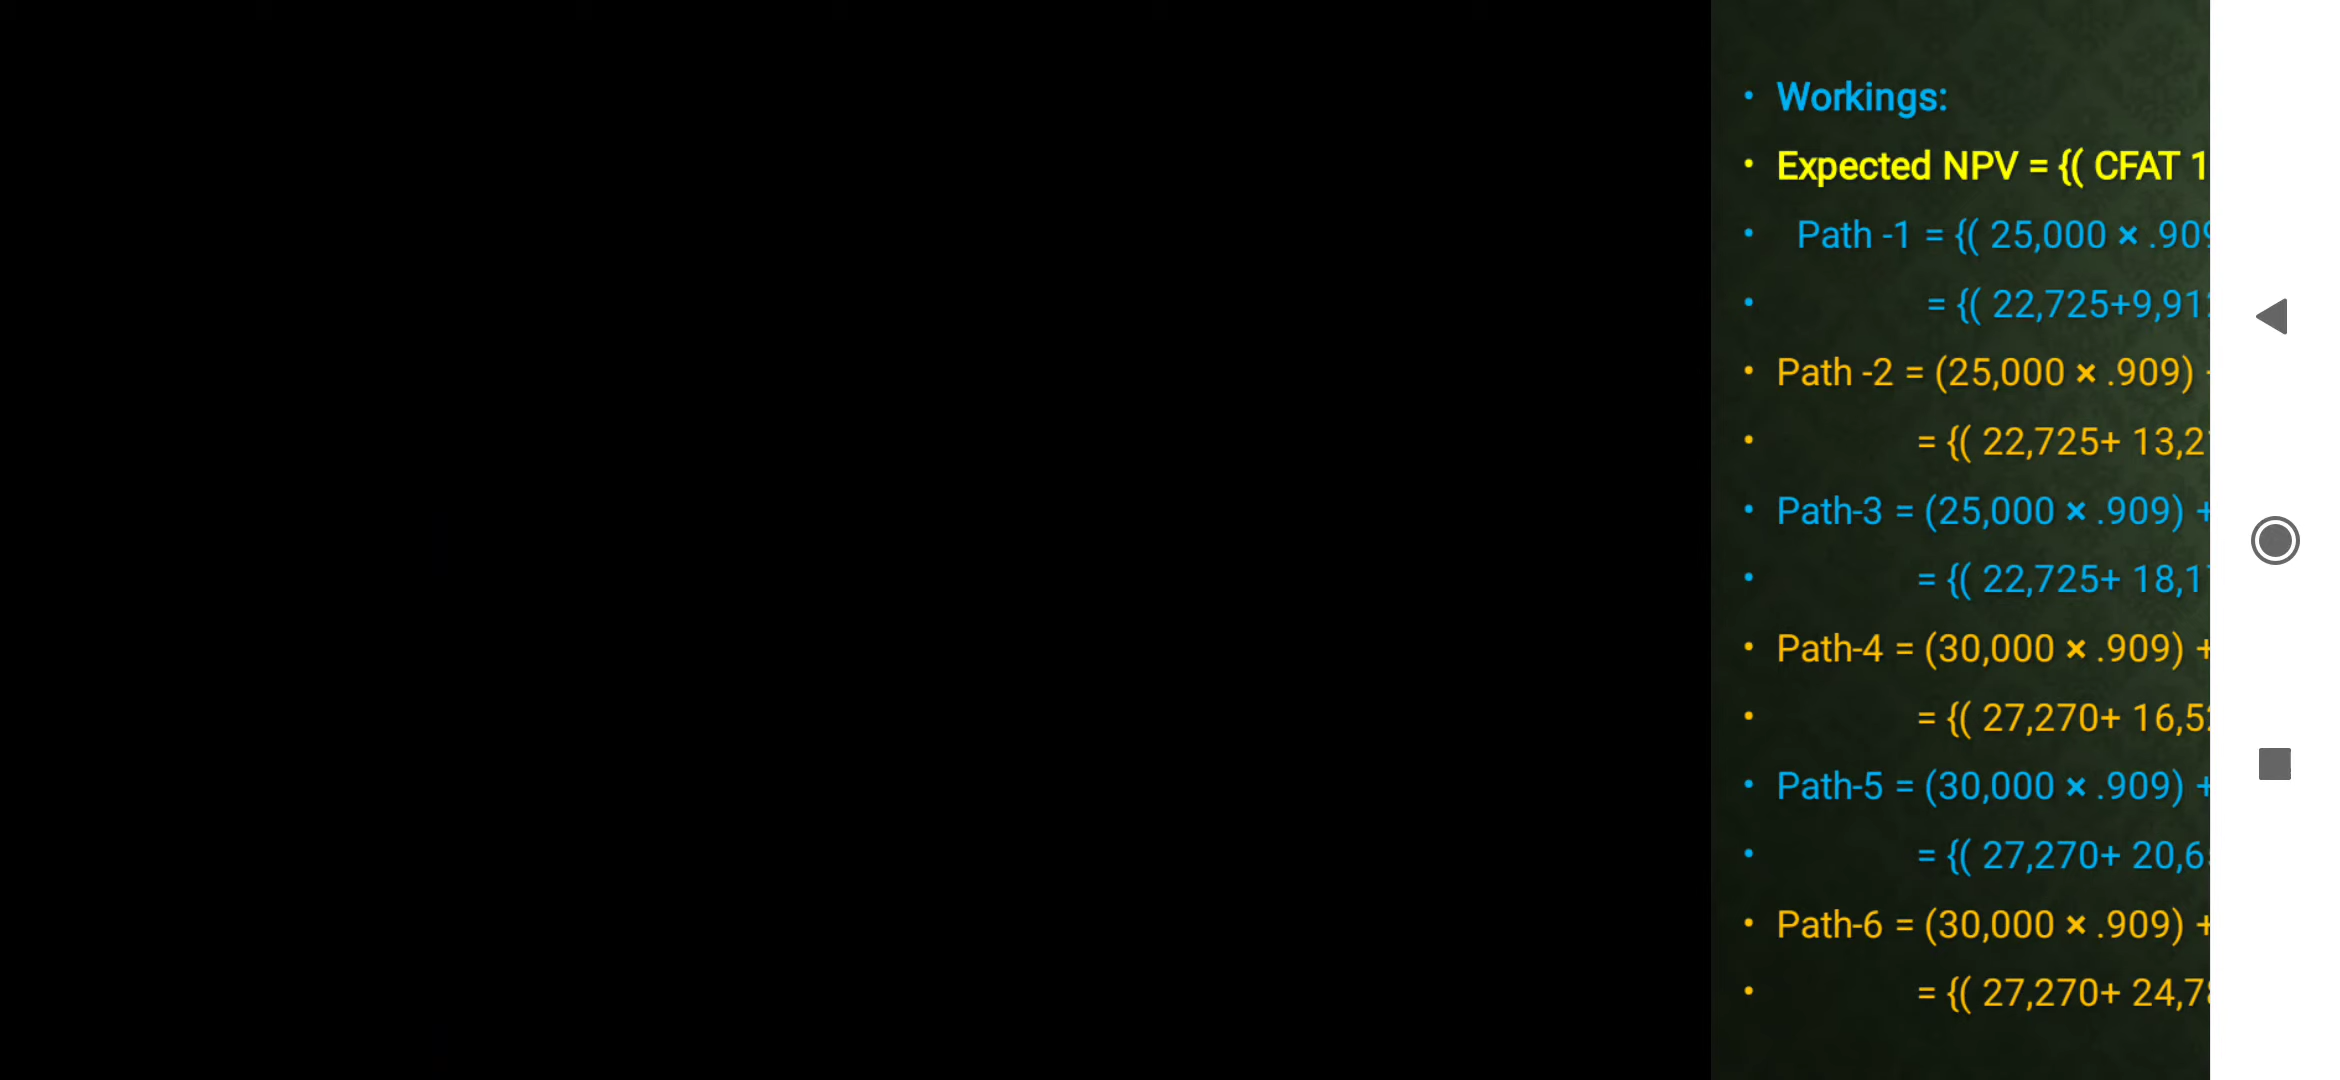 • Workings:
• Expected NPV = {( CFAT 1
• Path -1 = {( 25,000 × .909
• = {( 22,725+9,91
• Path -2 = (25,000 × .909)
• = {( 22,725+ 13,2
• Path-3 = (25,000 × .909) +
• = {( 22,725+ 18,1
• Path-4 = (30,000 × .909) +
• = {( 27,270+ 16,5
• Path-5 = (30,000 × .909) +
• = {( 27,270+ 20,6
• Path-6 = (30,000 × .909) +
• = {( 27,270+ 24,7